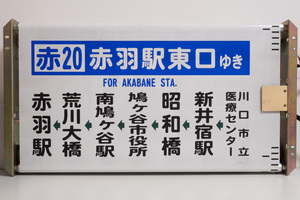 赤20 赤羽駅東口ゆき
FOR AKABANE STA.
川口市立医療センター
新井宿駅
昭和橋
鳩ヶ谷市役所
南鳩ヶ谷駅
荒川大橋
赤羽駅